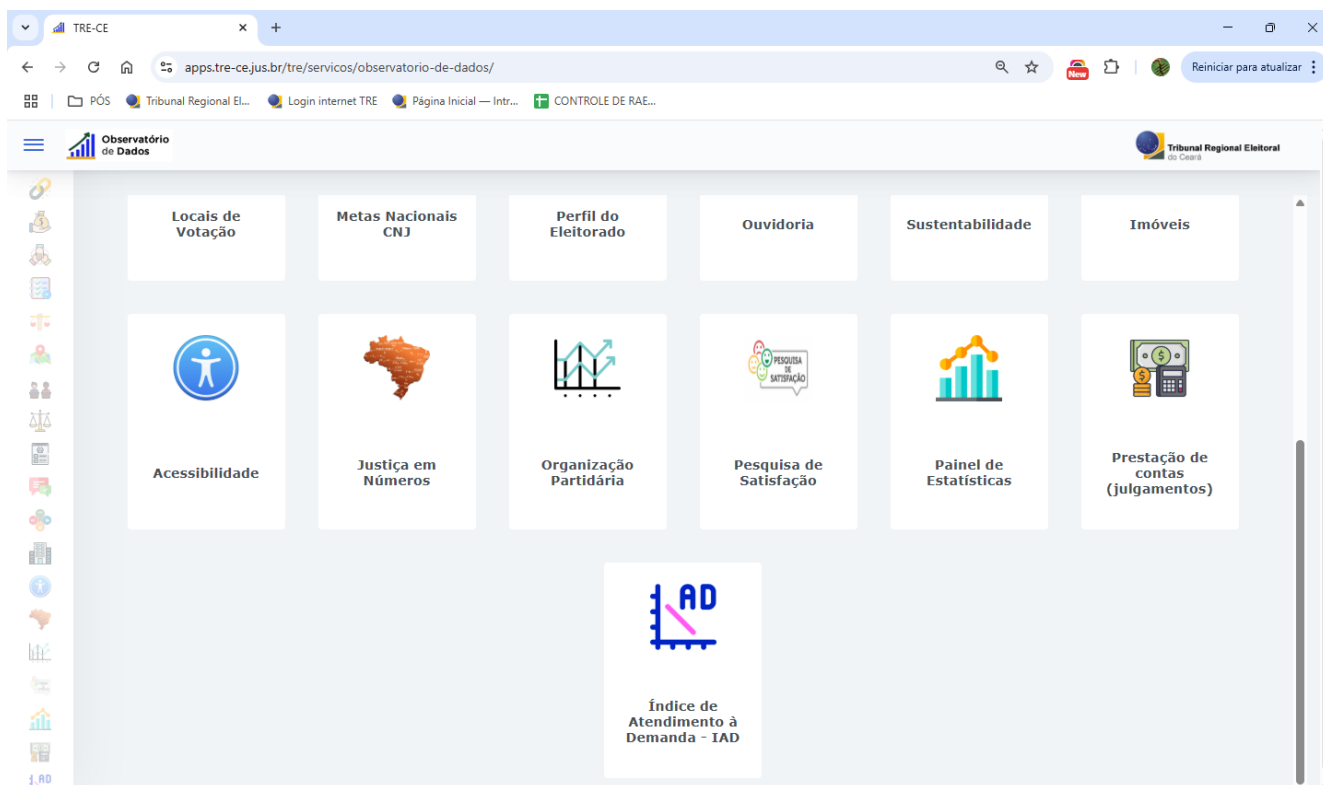 TRE-CE
apps.tre-ce.jus.br/tre/servicos/observatorio-de-dados/
New
Reiniciar para atualizar
PÓS
Tribunal Regional El...
Login internet TRE
Página Inicial — Intr...
CONTROLE DE RAE...
Observatório
de Dados
Tribunal Regional Eleitoral
do Ceará
Locais de
Votação
Metas Nacionais
CNJ
Perfil do
Eleitorado
Ouvidoria
Sustentabilidade
Imóveis
PESQUISA
DE
SATISFAÇÃO
Acessibilidade
Justiça em
Números
Organização
Partidária
Pesquisa de
Satisfação
Painel de
Estatísticas
Prestação de
contas
(julgamentos)
AD
Índice de
Atendimento à
Demanda - IAD
AD